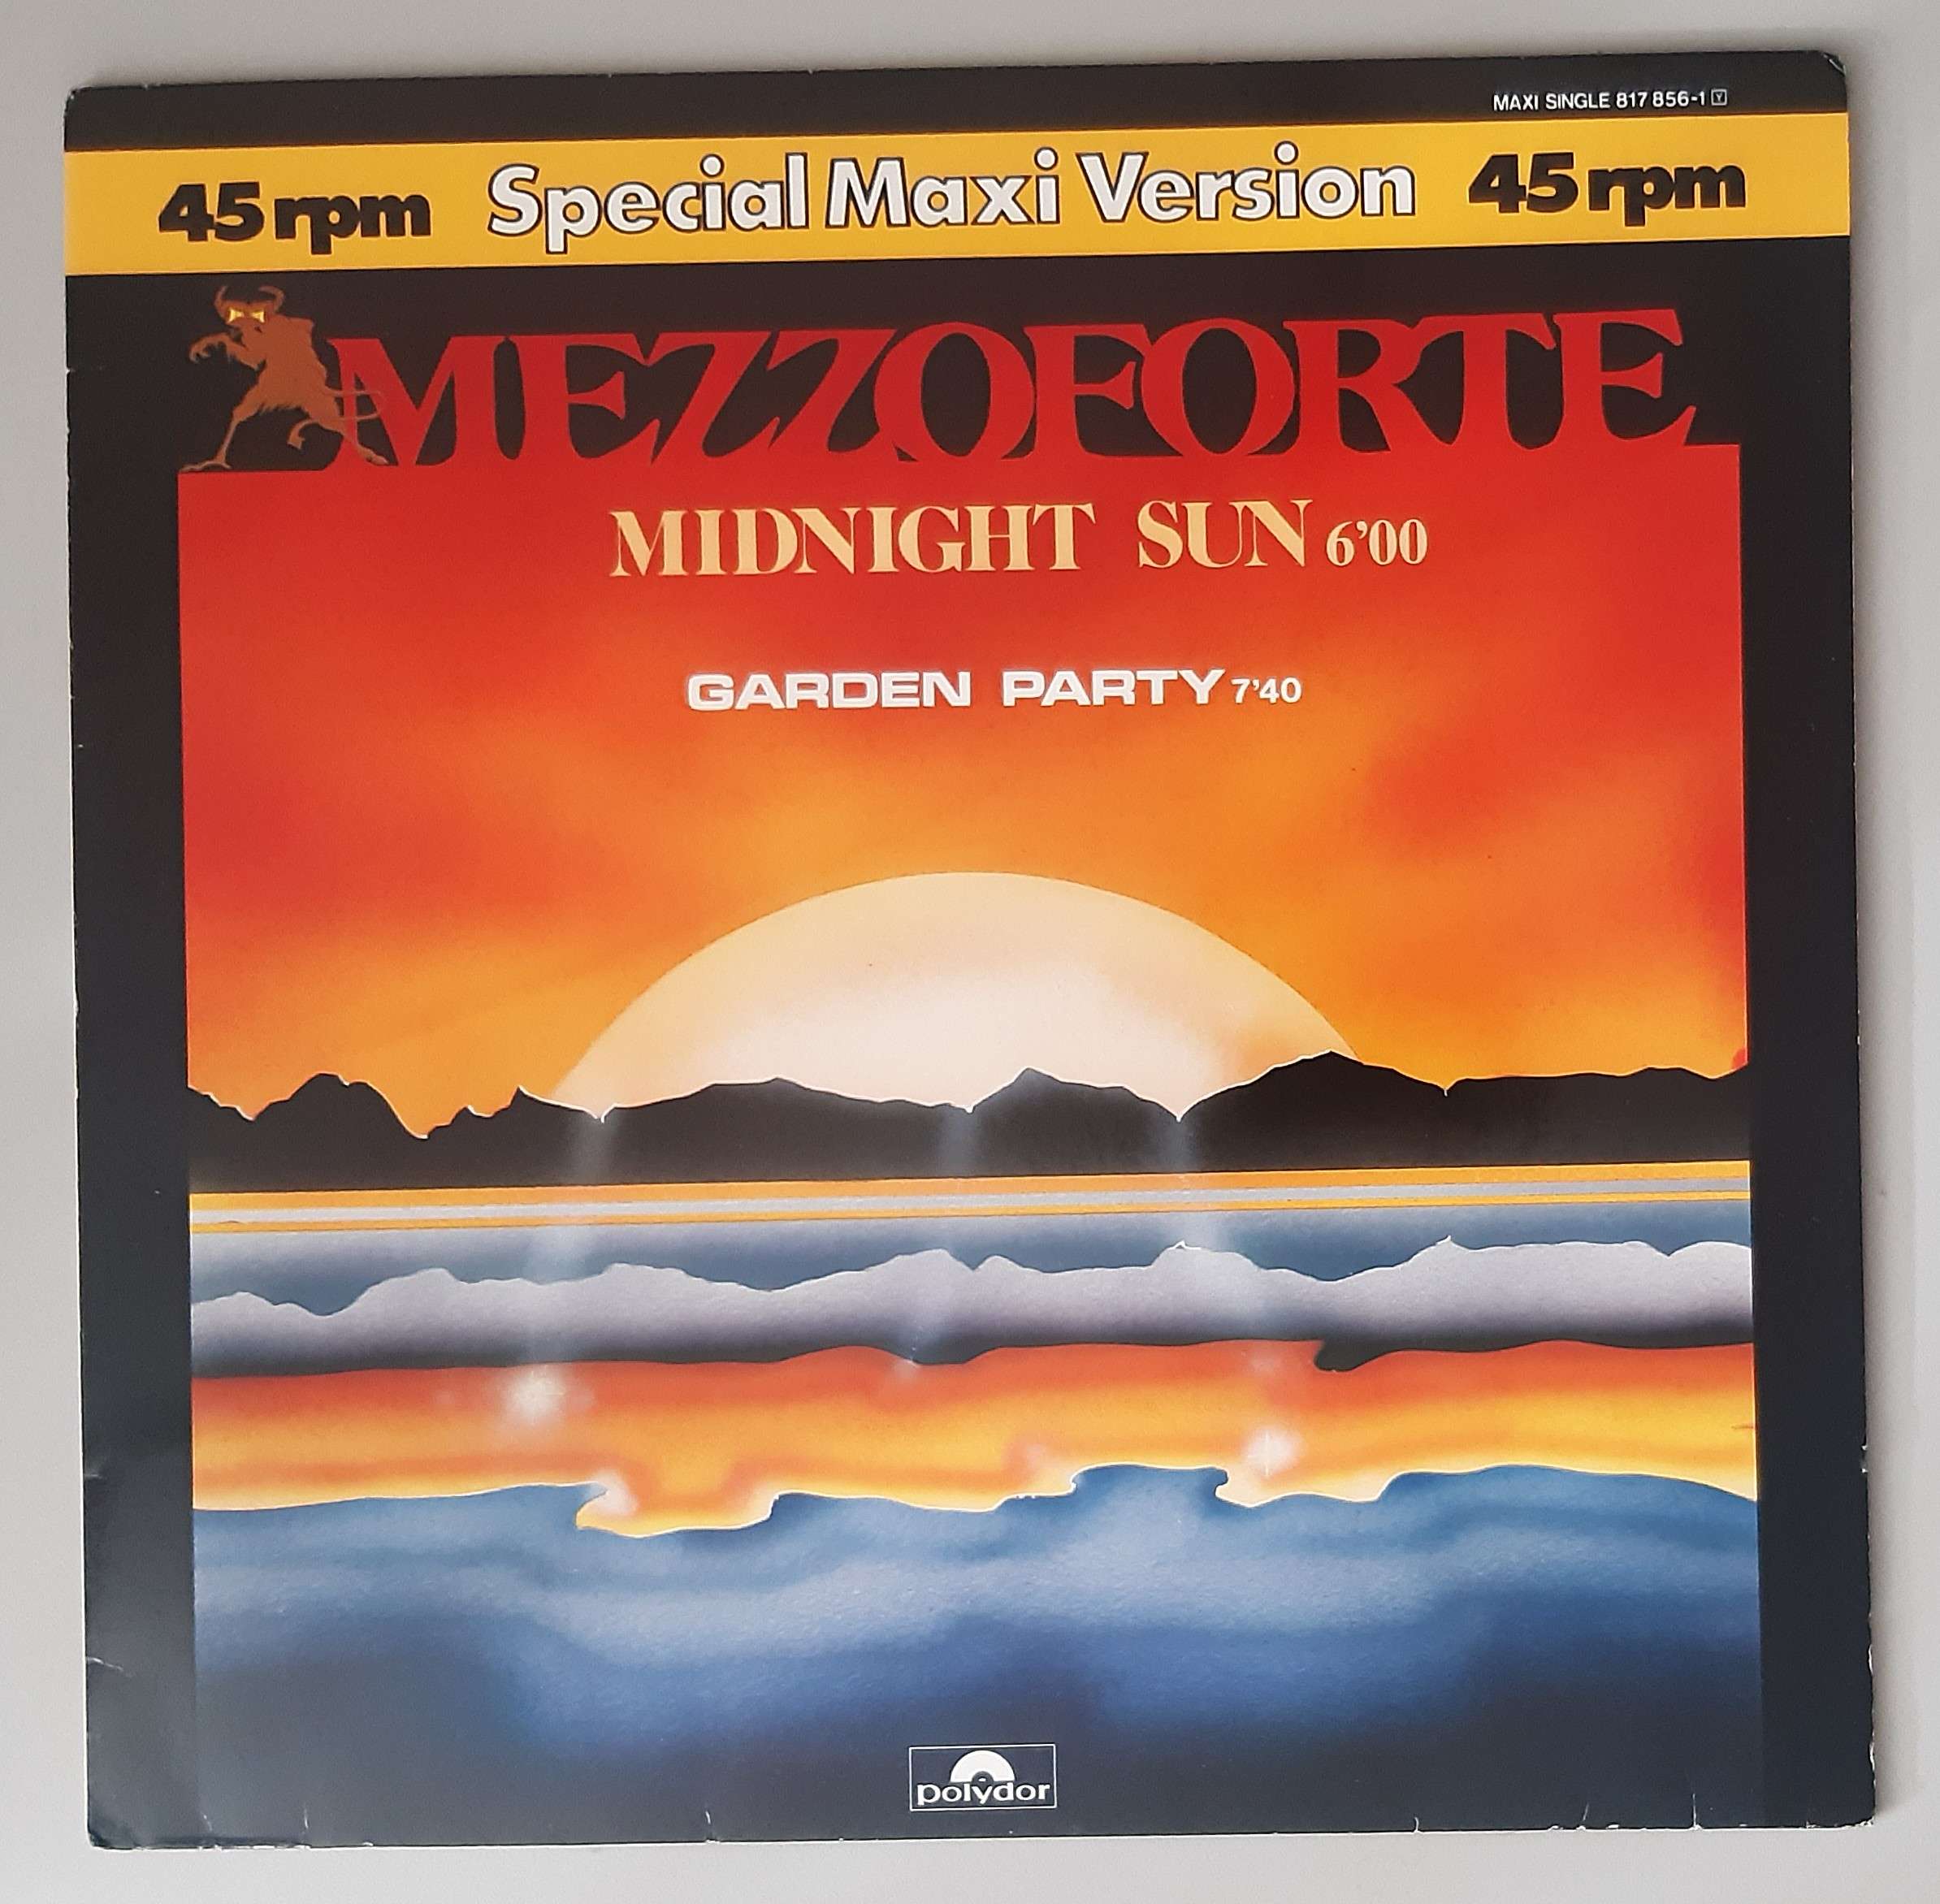 MAXI SINGLE 817 856-1 Y
45 rpm Special Maxi Version 45 rpm
MEZZOFORTE
MIDNIGHT SUN 6'00
GARDEN PARTY 7'40
polydor